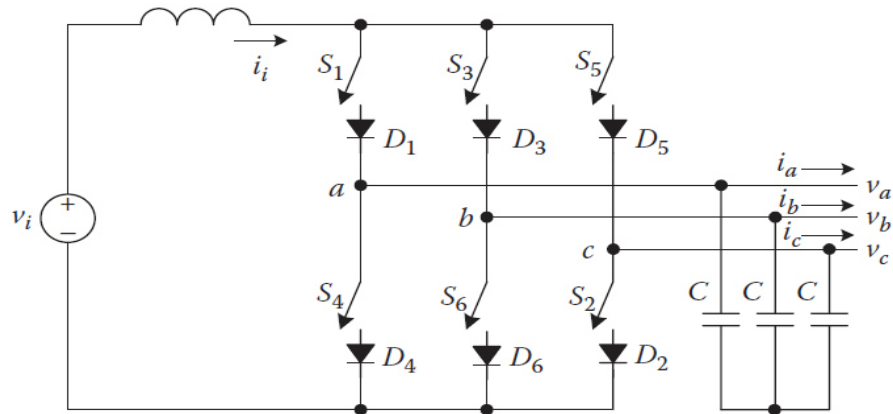 i_i
S_1 S_3 S_5
D_1 D_3 D_5
i_a
a v_a
i_b
v_i + b v_b
− i_c
c v_c
S_4 S_6 S_2 C C C
D_4 D_6 D_2